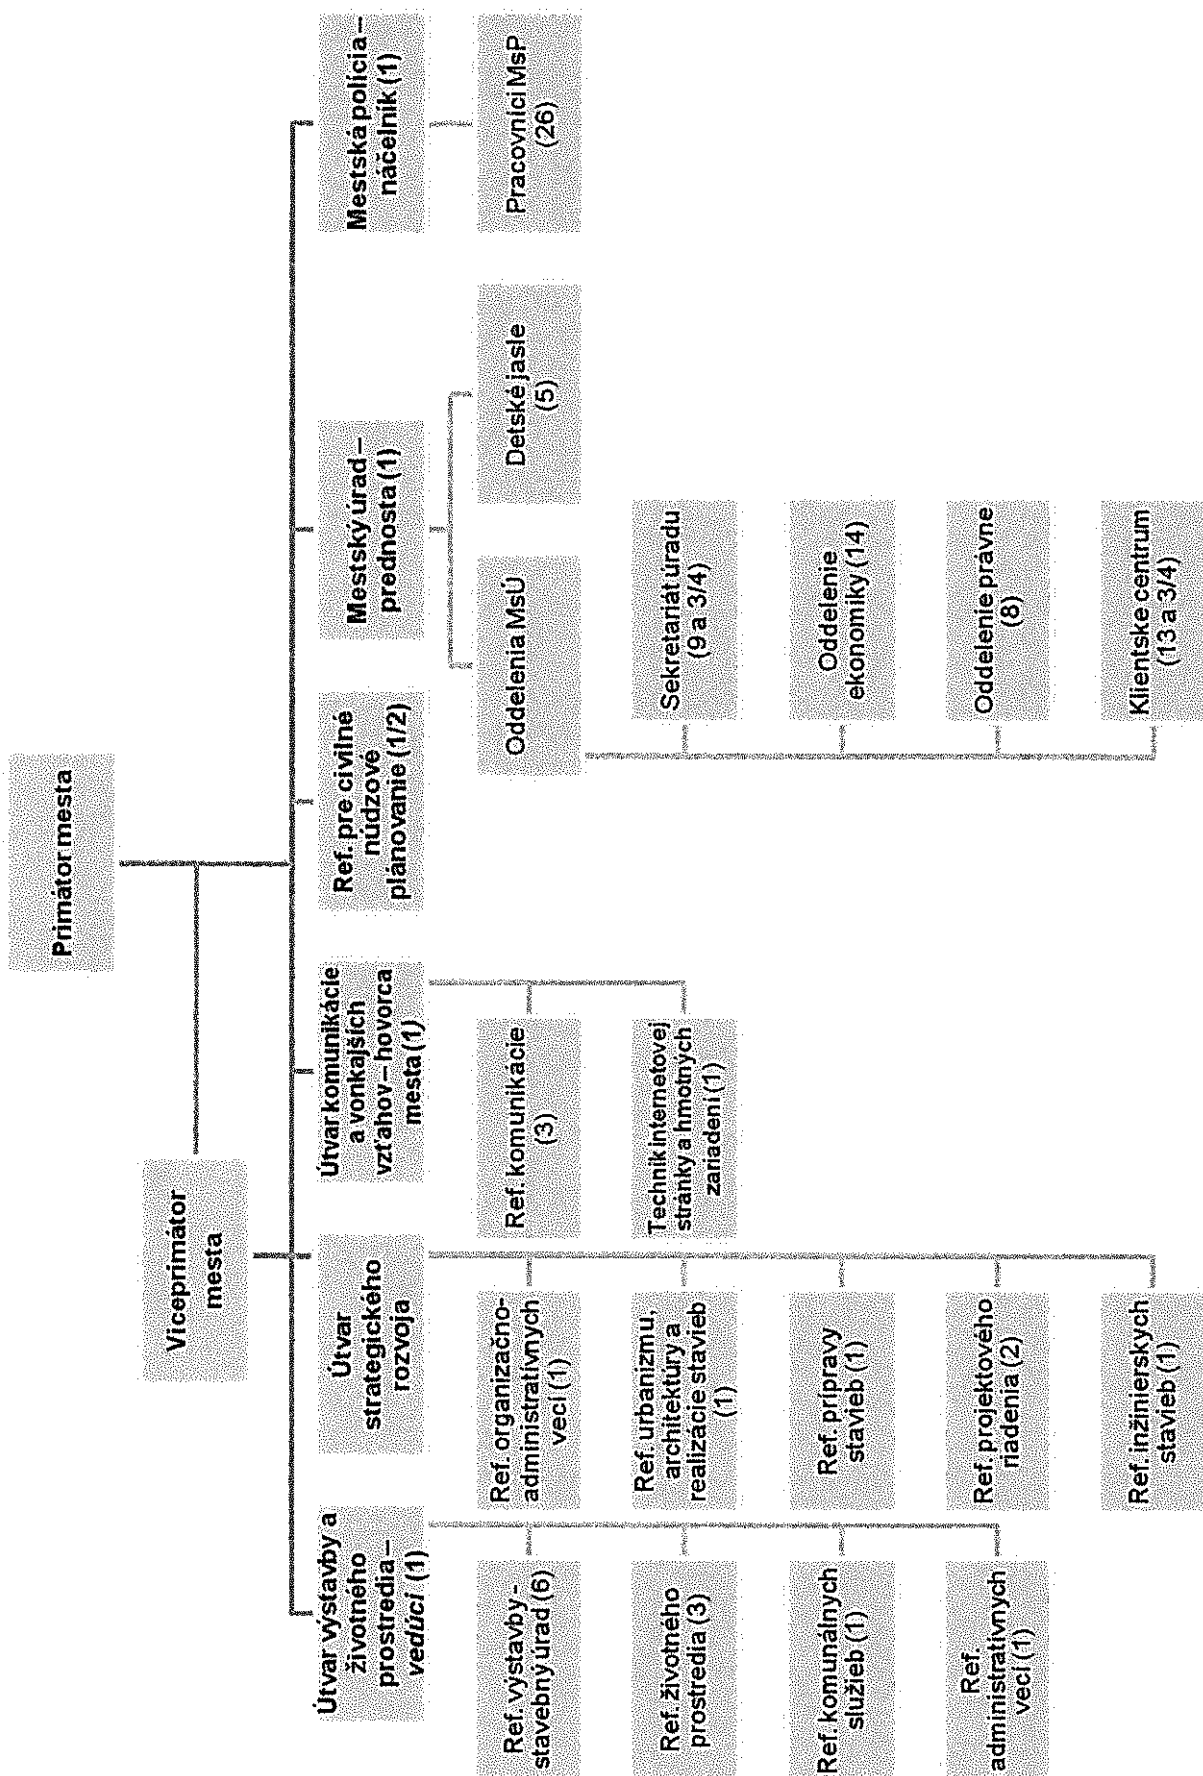 Primátor mesta
Viceprimátor
mesta
Útvar výstavby a
životného
prostredia –
vedúci (1)
Ref. výstavby -
stavebný úrad (6)
Ref. životného
prostredia (3)
Ref. komunálnych
služieb (1)
Ref.
administratívnych
vecí (1)
Útvar
strategického
rozvoja
Ref. organizačno-
administratívnych
vecí (1)
Ref. urbanizmu,
architektúry a
realizácie stavieb
(1)
Ref. prípravy
stavieb (1)
Ref. projektového
riadenia (2)
Ref. inžinierskych
stavieb (1)
Útvar komunikácie
a vonkajších
vzťahov – hovorca
mesta (1)
Ref. komunikácie
(3)
Technik internetovej
stránky a hmotných
zariadení (1)
Ref. pre civilné
núdzové
plánovanie (1/2)
Mestský úrad –
prednosta (1)
Oddelenia MsÚ
Sekretariát úradu
(9 a 3/4)
Oddelenie
ekonomiky (14)
Oddelenie právne
(8)
Klientske centrum
(13 a 3/4)
Detské jasle
(5)
Mestská polícia –
náčelník (1)
Pracovníci MsP
(26)